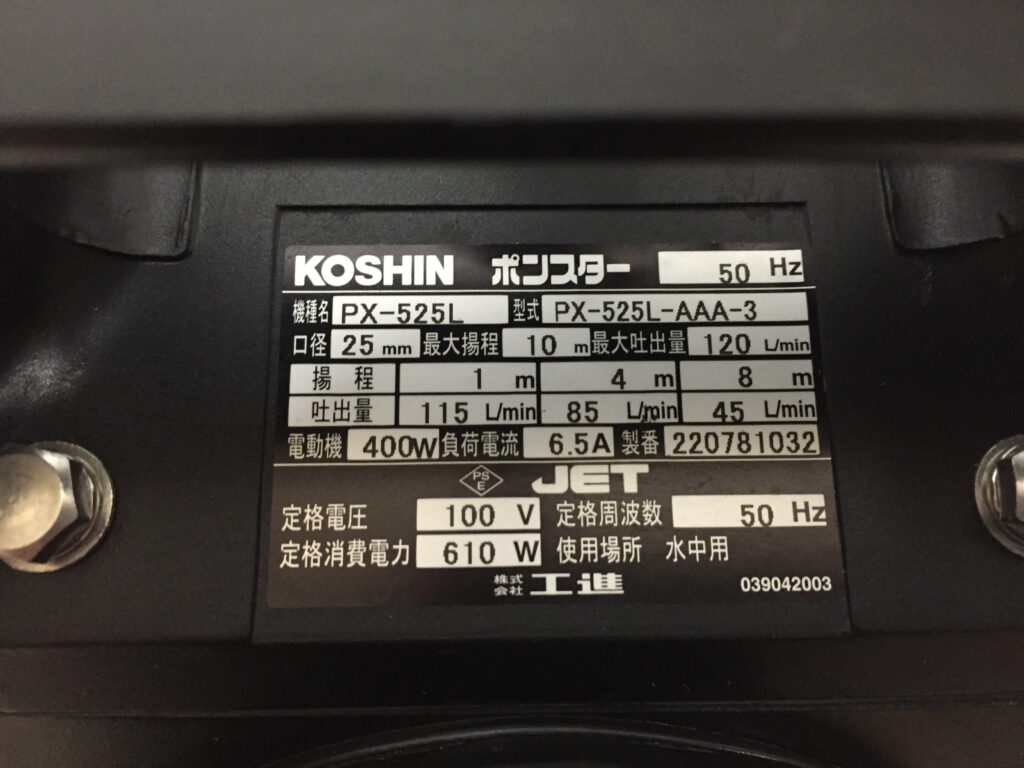 KOSHIN ポンスター 50 Hz
機種名 PX-525L 型式 PX-525L-AAA-3
口径 25 mm 最大揚程 10 m 最大吐出量 120 L/min
揚程 1 m 4 m 8 m
吐出量 115 L/min 85 L/min 45 L/min
電動機 400W 負荷電流 6.5A 製番 220781032
PS E JET
定格電圧 100 V 定格周波数 50 Hz
定格消費電力 610 W 使用場所 水中用
株式会社 工進 039042003